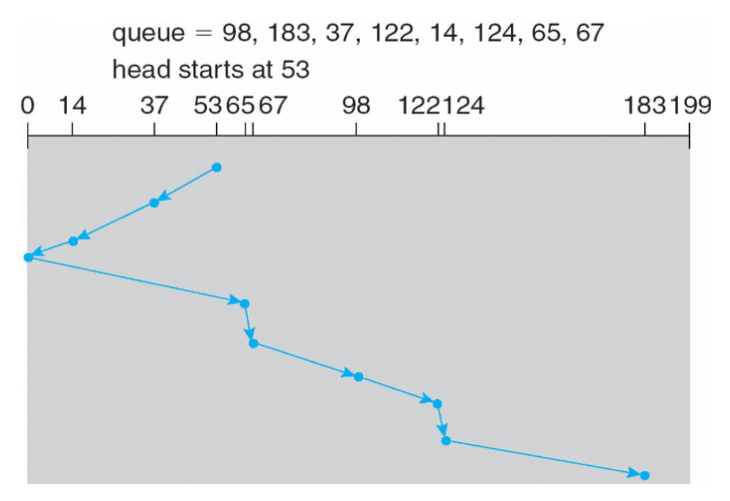 queue = 98, 183, 37, 122, 14, 124, 65, 67
head starts at 53
0 14 37 53 65 67 98 122 124 183 199